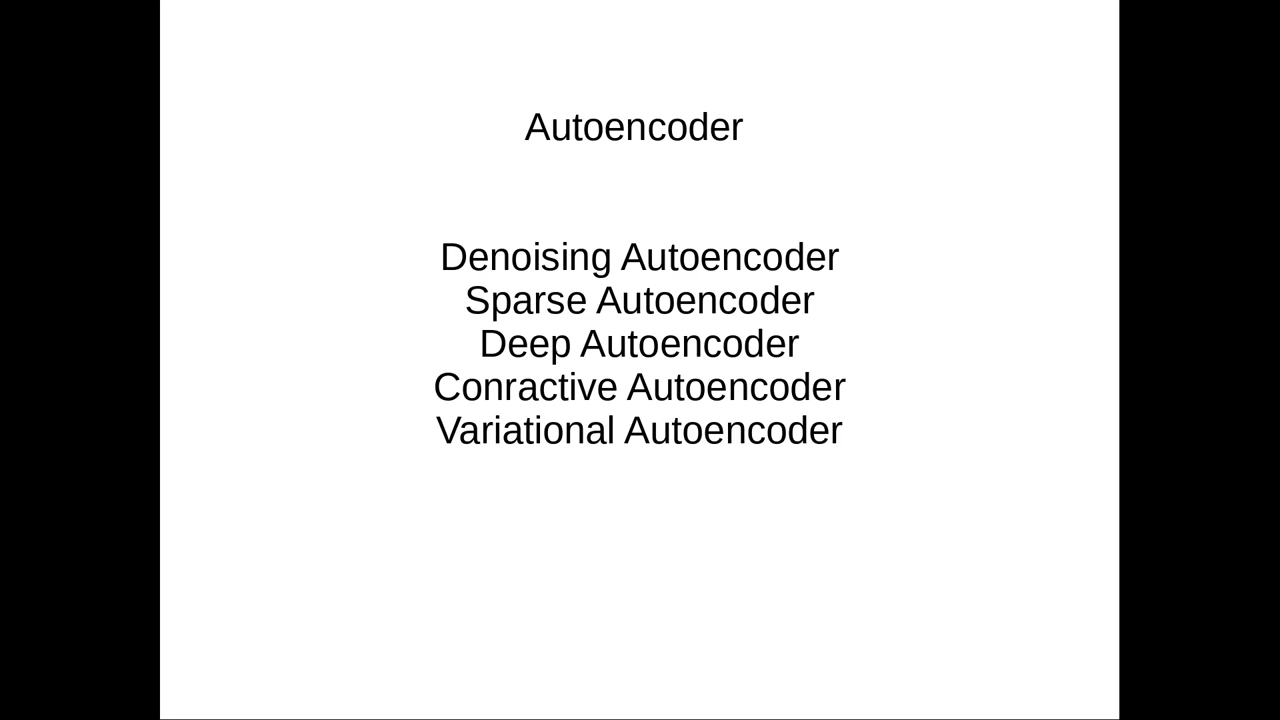 Autoencoder
Denoising Autoencoder
Sparse Autoencoder
Deep Autoencoder
Conractive Autoencoder
Variational Autoencoder